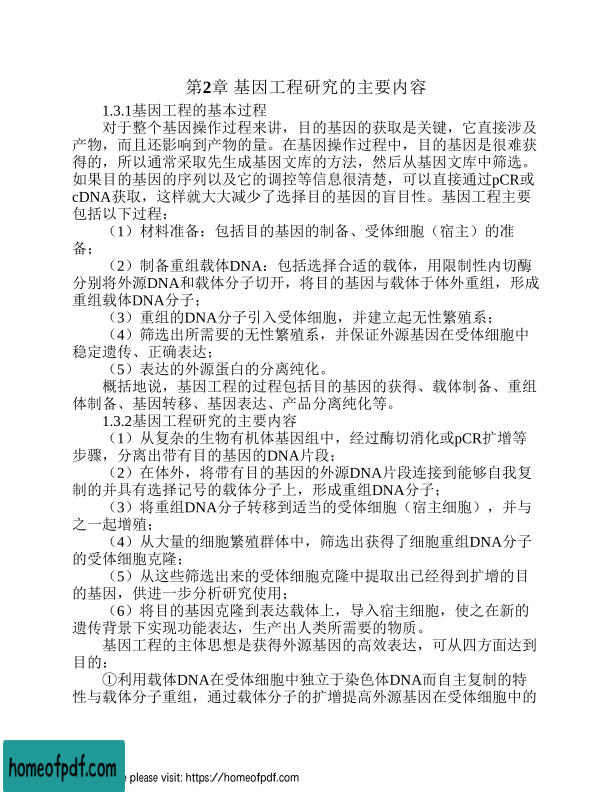 第2章 基因工程研究的主要内容
1.3.1基因工程的基本过程
对于整个基因操作过程来讲，目的基因的获取是关键，它直接涉及
产物，而且还影响到产物的量。在基因操作过程中，目的基因是很难获
得的，所以通常采取先生成基因文库的方法，然后从基因文库中筛选。
如果目的基因的序列以及它的调控等信息很清楚，可以直接通过pCR或
cDNA获取，这样就大大减少了选择目的基因的盲目性。基因工程主要
包括以下过程：
（1）材料准备：包括目的基因的制备、受体细胞（宿主）的准
备；
（2）制备重组载体DNA：包括选择合适的载体，用限制性内切酶
分别将外源DNA和载体分子切开，将目的基因与载体于体外重组，形成
重组载体DNA分子；
（3）重组的DNA分子引入受体细胞，并建立起无性繁殖系；
（4）筛选出所需要的无性繁殖系，并保证外源基因在受体细胞中
稳定遗传、正确表达；
（5）表达的外源蛋白的分离纯化。
概括地说，基因工程的过程包括目的基因的获得、载体制备、重组
体制备、基因转移、基因表达、产品分离纯化等。
1.3.2基因工程研究的主要内容
（1）从复杂的生物有机体基因组中，经过酶切消化或pCR扩增等
步骤，分离出带有目的基因的DNA片段；
（2）在体外，将带有目的基因的外源DNA片段连接到能够自我复
制的并具有选择记号的载体分子上，形成重组DNA分子；
（3）将重组DNA分子转移到适当的受体细胞（宿主细胞），并与
之一起增殖；
（4）从大量的细胞繁殖群体中，筛选出获得了细胞重组DNA分子
的受体细胞克隆；
（5）从这些筛选出来的受体细胞克隆中提取出已经得到扩增的目
的基因，供进一步分析研究使用；
（6）将目的基因克隆到表达载体上，导入宿主细胞，使之在新的
遗传背景下实现功能表达，生产出人类所需要的物质。
基因工程的主体思想是获得外源基因的高效表达，可从四方面达到
目的：
①利用载体DNA在受体细胞中独立于染色体DNA而自主复制的特
性与载体分子重组，通过载体分子的扩增提高外源基因在受体细胞中的
homeofpdf.com
please visit: https://homeofpdf.com